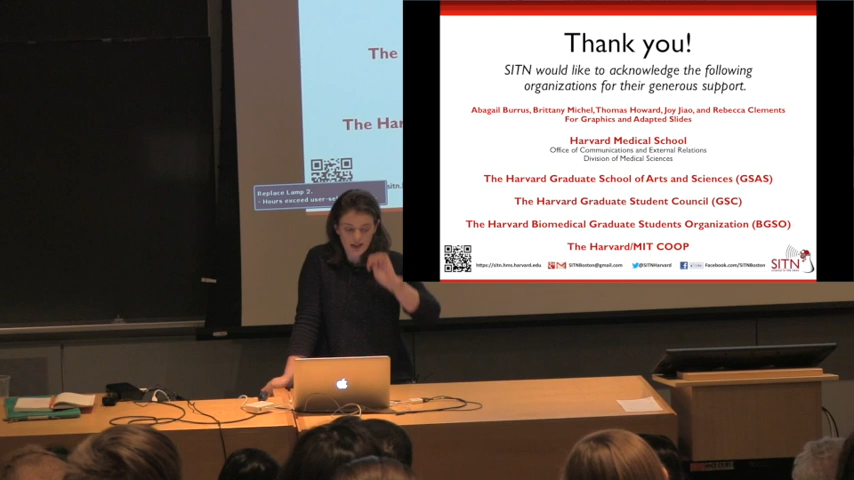 Thank you!
SITN would like to acknowledge the following
organizations for their generous support.
Abagail Burrus, Brittany Michel, Thomas Howard, Joy Jiao, and Rebecca Clements
For Graphics and Adapted Slides
Harvard Medical School
Office of Communications and External Relations
Division of Medical Sciences
The Harvard Graduate School of Arts and Sciences (GSAS)
The Harvard Graduate Student Council (GSC)
The Harvard Biomedical Graduate Students Organization (BGSO)
The Harvard/MIT COOP
https://sitn.hms.harvard.edu SITNBoston@gmail.com @SITNHarvard Facebook.com/SITNBoston SITN
The
The Har
Replace Lamp 2.
- Hours exceed user-se
sitn.